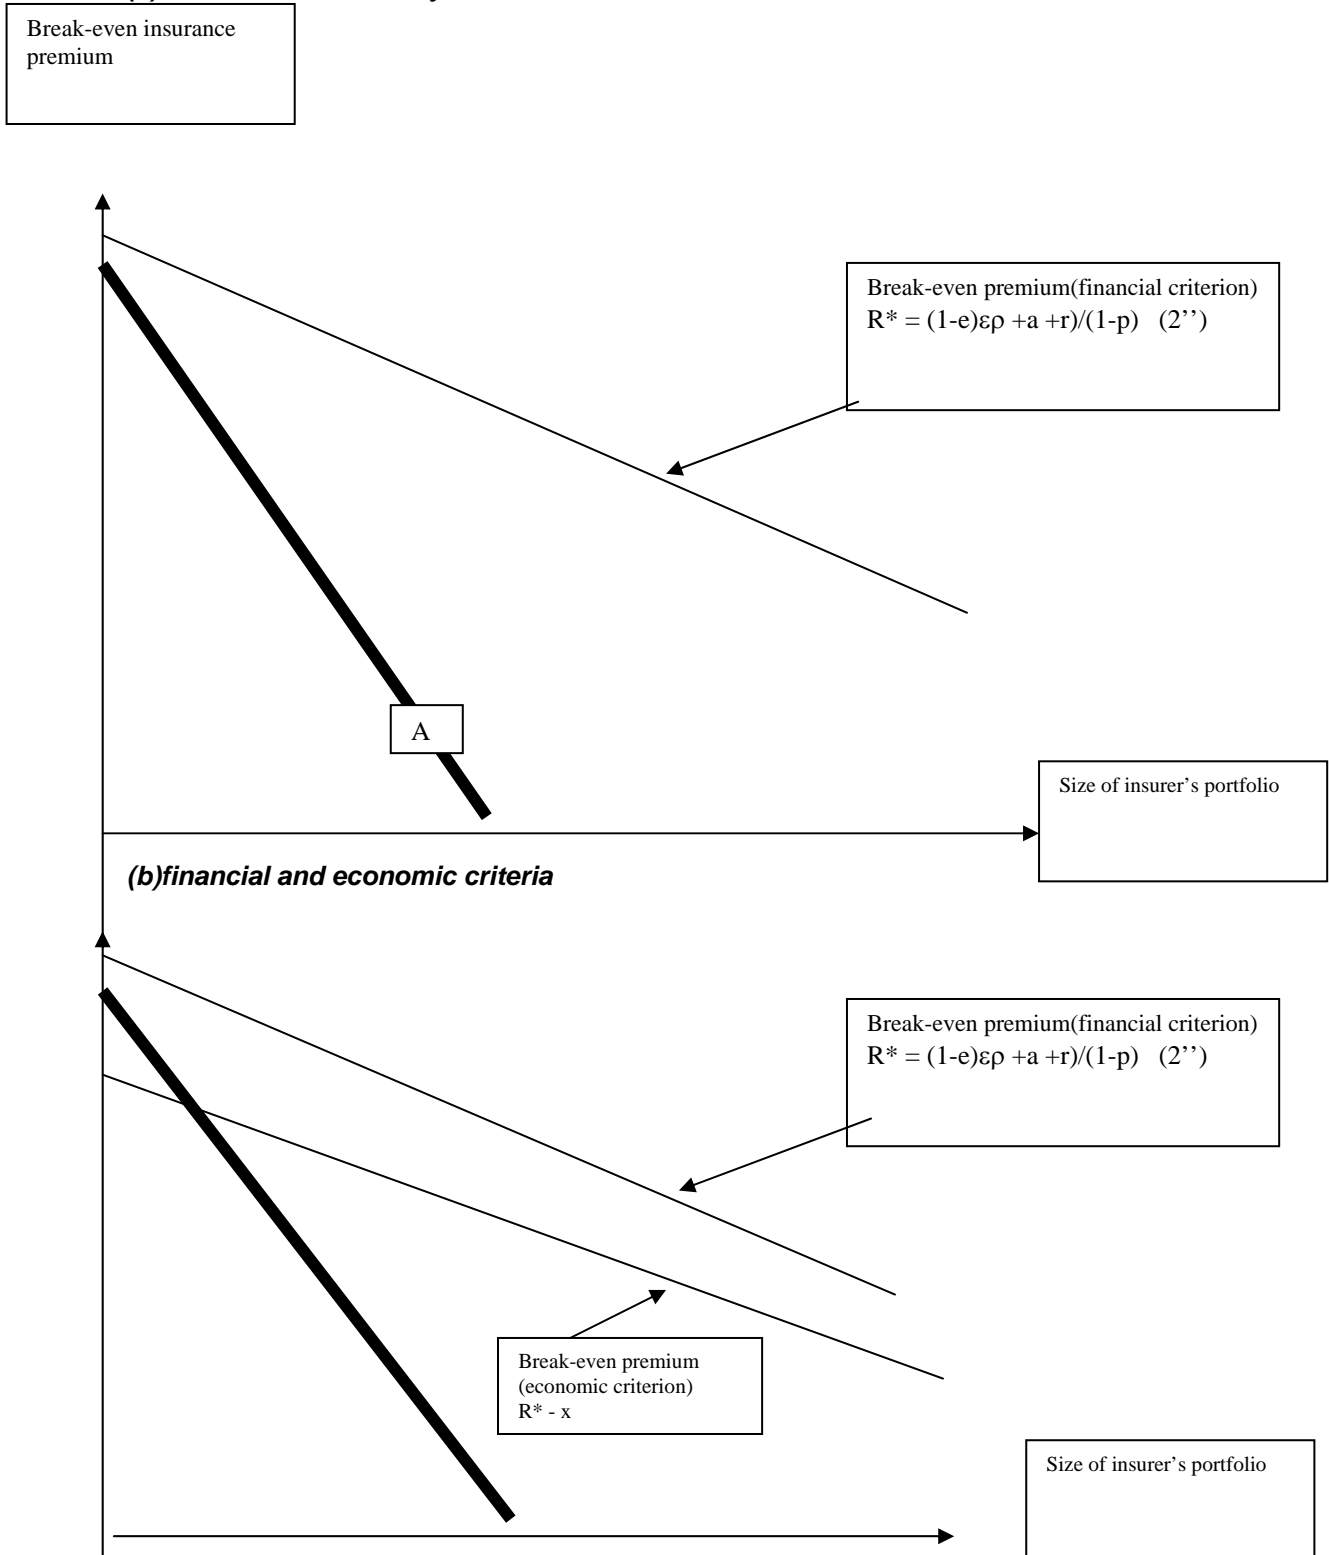 Break-even insurance
premium
Break-even premium(financial criterion)
R* = (1-e)ερ +a +r)/(1-p) (2’’)
A
Size of insurer’s portfolio
(b)financial and economic criteria
Break-even premium(financial criterion)
R* = (1-e)ερ +a +r)/(1-p) (2’’)
Break-even premium
(economic criterion)
R* - x
Size of insurer’s portfolio